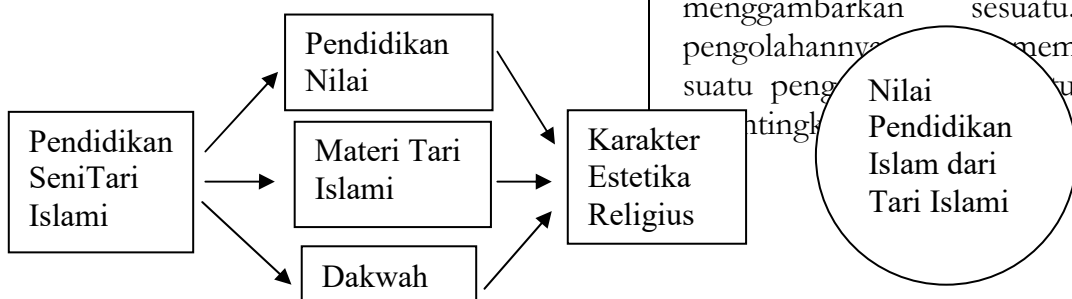 Pendidikan
SeniTari
Islami
Pendidikan
Nilai
Materi Tari
Islami
Dakwah
Karakter
Estetika
Religius
menggambarkan sesuatu.
suatu
Nilai
Pendidikan
Islam dari
Tari Islami